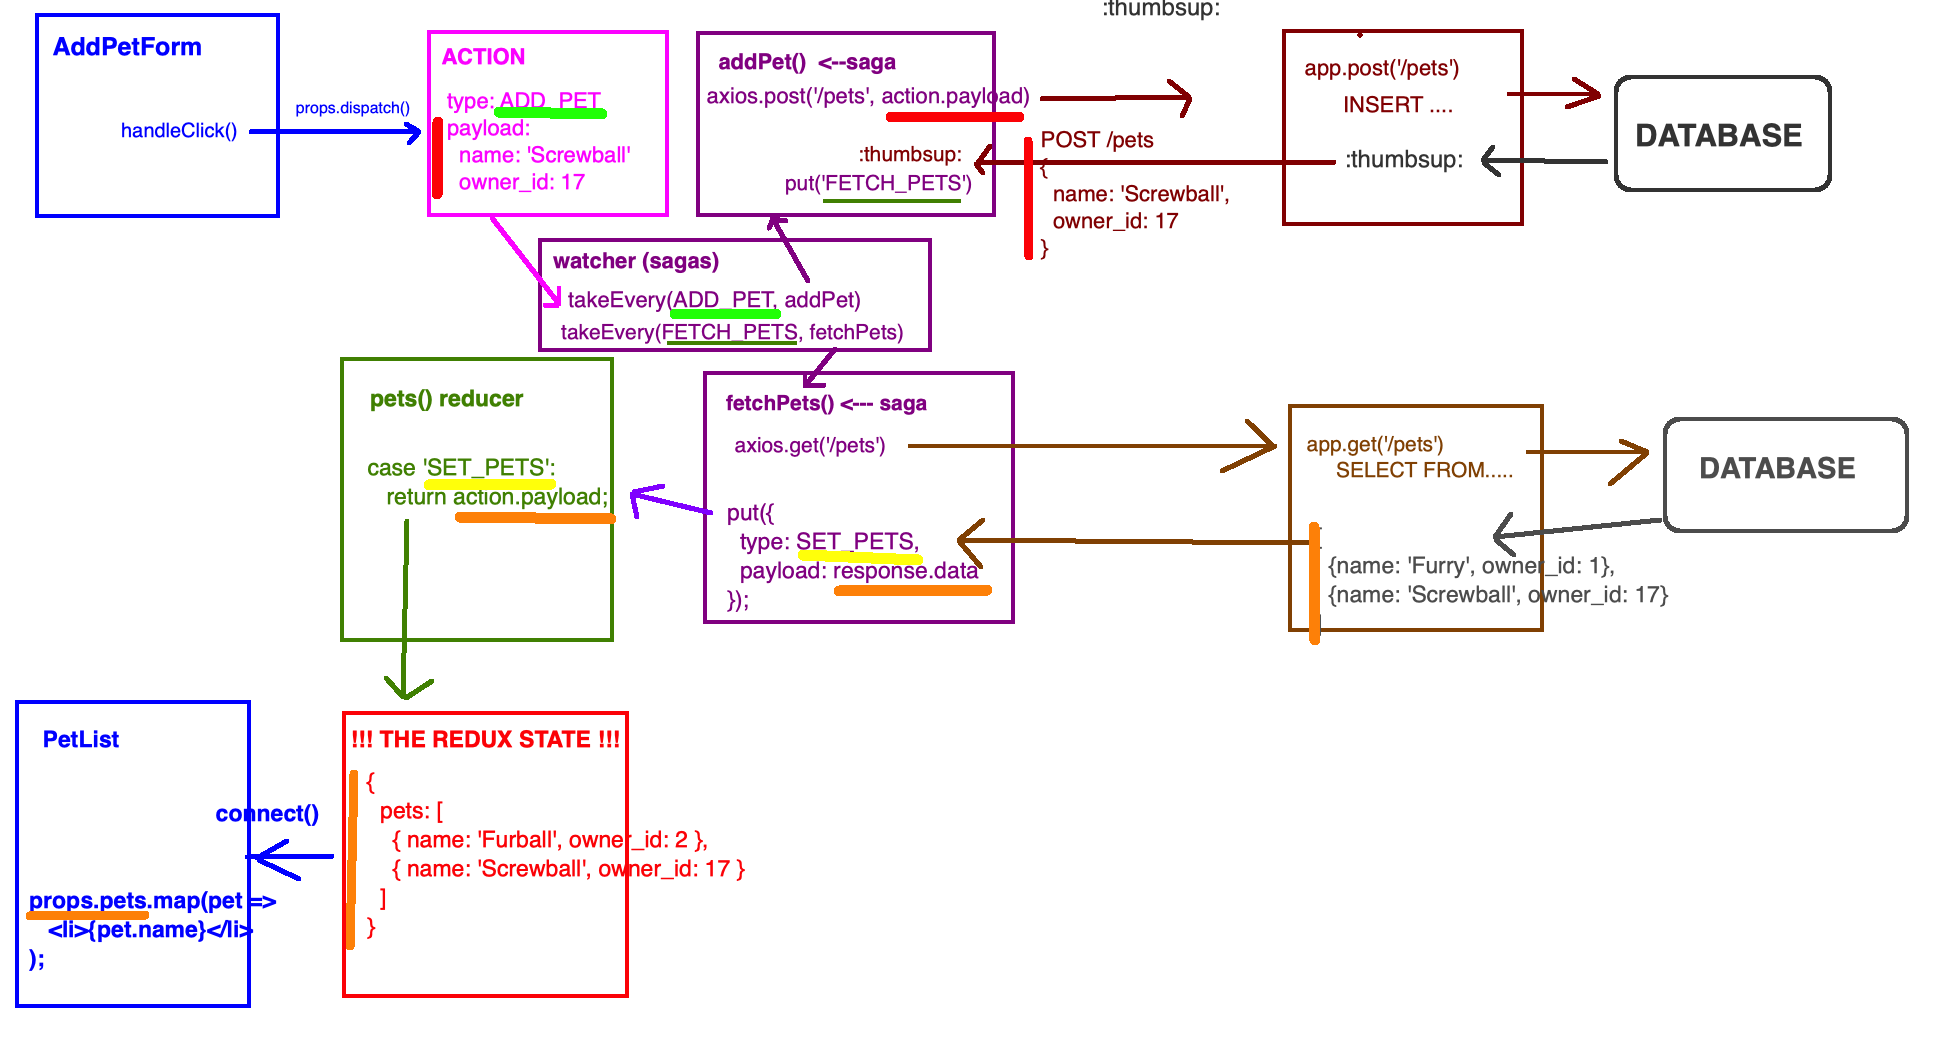 :thumbsup:
AddPetForm
handleClick()
props.dispatch()
ACTION
type: ADD_PET
payload:
name: 'Screwball'
owner_id: 17
addPet()  <--saga
axios.post('/pets', action.payload)
:thumbsup:
put('FETCH_PETS')
POST /pets
{
name: 'Screwball',
owner_id: 17
}
app.post('/pets')
INSERT ....
:thumbsup:
DATABASE
watcher (sagas)
takeEvery(ADD_PET, addPet)
takeEvery(FETCH_PETS, fetchPets)
pets() reducer
case 'SET_PETS':
return action.payload;
fetchPets() <--- saga
axios.get('/pets')
put({
type: SET_PETS,
payload: response.data
});
app.get('/pets')
SELECT FROM.....
{name: 'Furry', owner_id: 1},
{name: 'Screwball', owner_id: 17}
DATABASE
PetList
connect()
props.pets.map(pet =>
<li>{pet.name}</li>
);
!!! THE REDUX STATE !!!
{
pets: [
{ name: 'Furball', owner_id: 2 },
{ name: 'Screwball', owner_id: 17 }
]
}